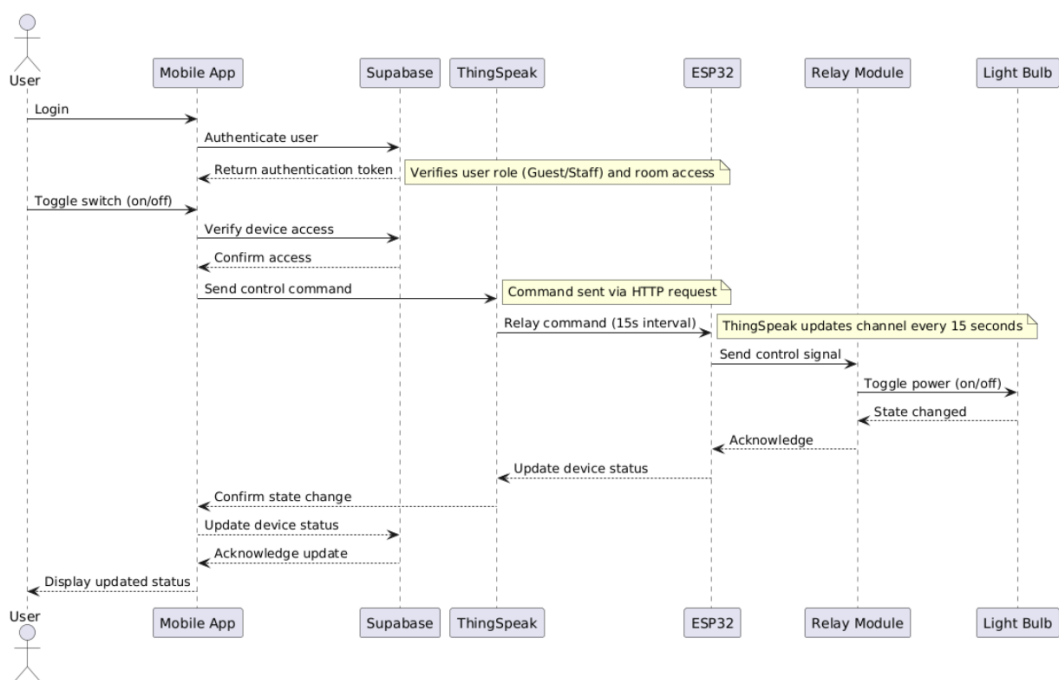 User
Mobile App
Supabase
ThingSpeak
ESP32
Relay Module
Light Bulb
Login
Authenticate user
Return authentication token
Verifies user role (Guest/Staff) and room access
Toggle switch (on/off)
Verify device access
Confirm access
Send control command
Command sent via HTTP request
Relay command (15s interval)
ThingSpeak updates channel every 15 seconds
Send control signal
Toggle power (on/off)
State changed
Acknowledge
Update device status
Confirm state change
Update device status
Acknowledge update
Display updated status
User
Mobile App
Supabase
ThingSpeak
ESP32
Relay Module
Light Bulb